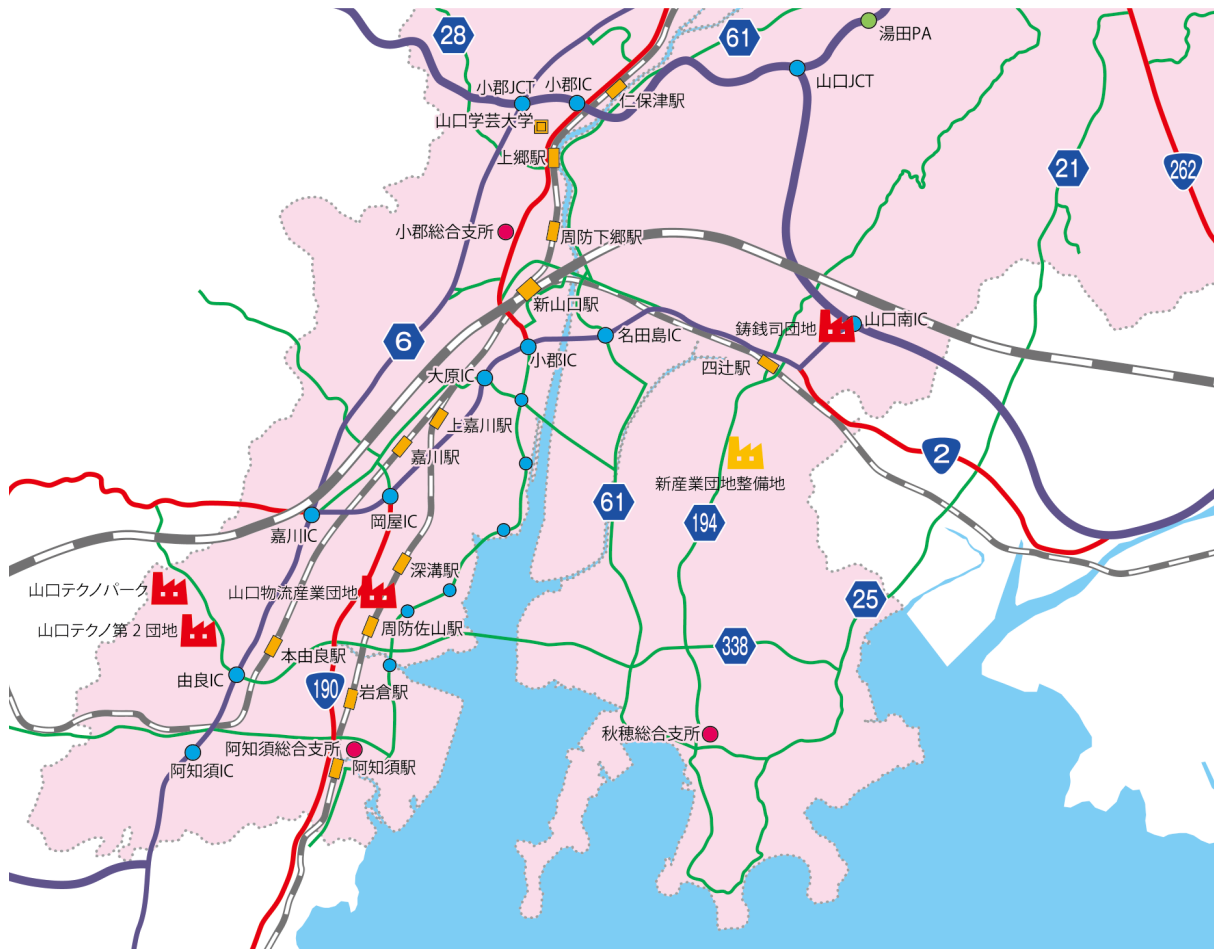 湯田PA
28
61
山口JCT
小郡JCT
小郡IC
仁保津駅
山口学芸大学
上郷駅
21
262
小郡総合支所
周防下郷駅
新山口駅
鋳銭司団地
山口南IC
6
名田島IC
小郡IC
四辻駅
大原IC
上嘉川駅
嘉川駅
2
新産業団地整備地
61
194
岡屋IC
嘉川IC
深溝駅
山口テクノパーク
山口物流産業団地
25
山口テクノ第2団地
周防佐山駅
338
本由良駅
由良IC
190
岩倉駅
秋穂総合支所
阿知須総合支所
阿知須駅
阿知須IC